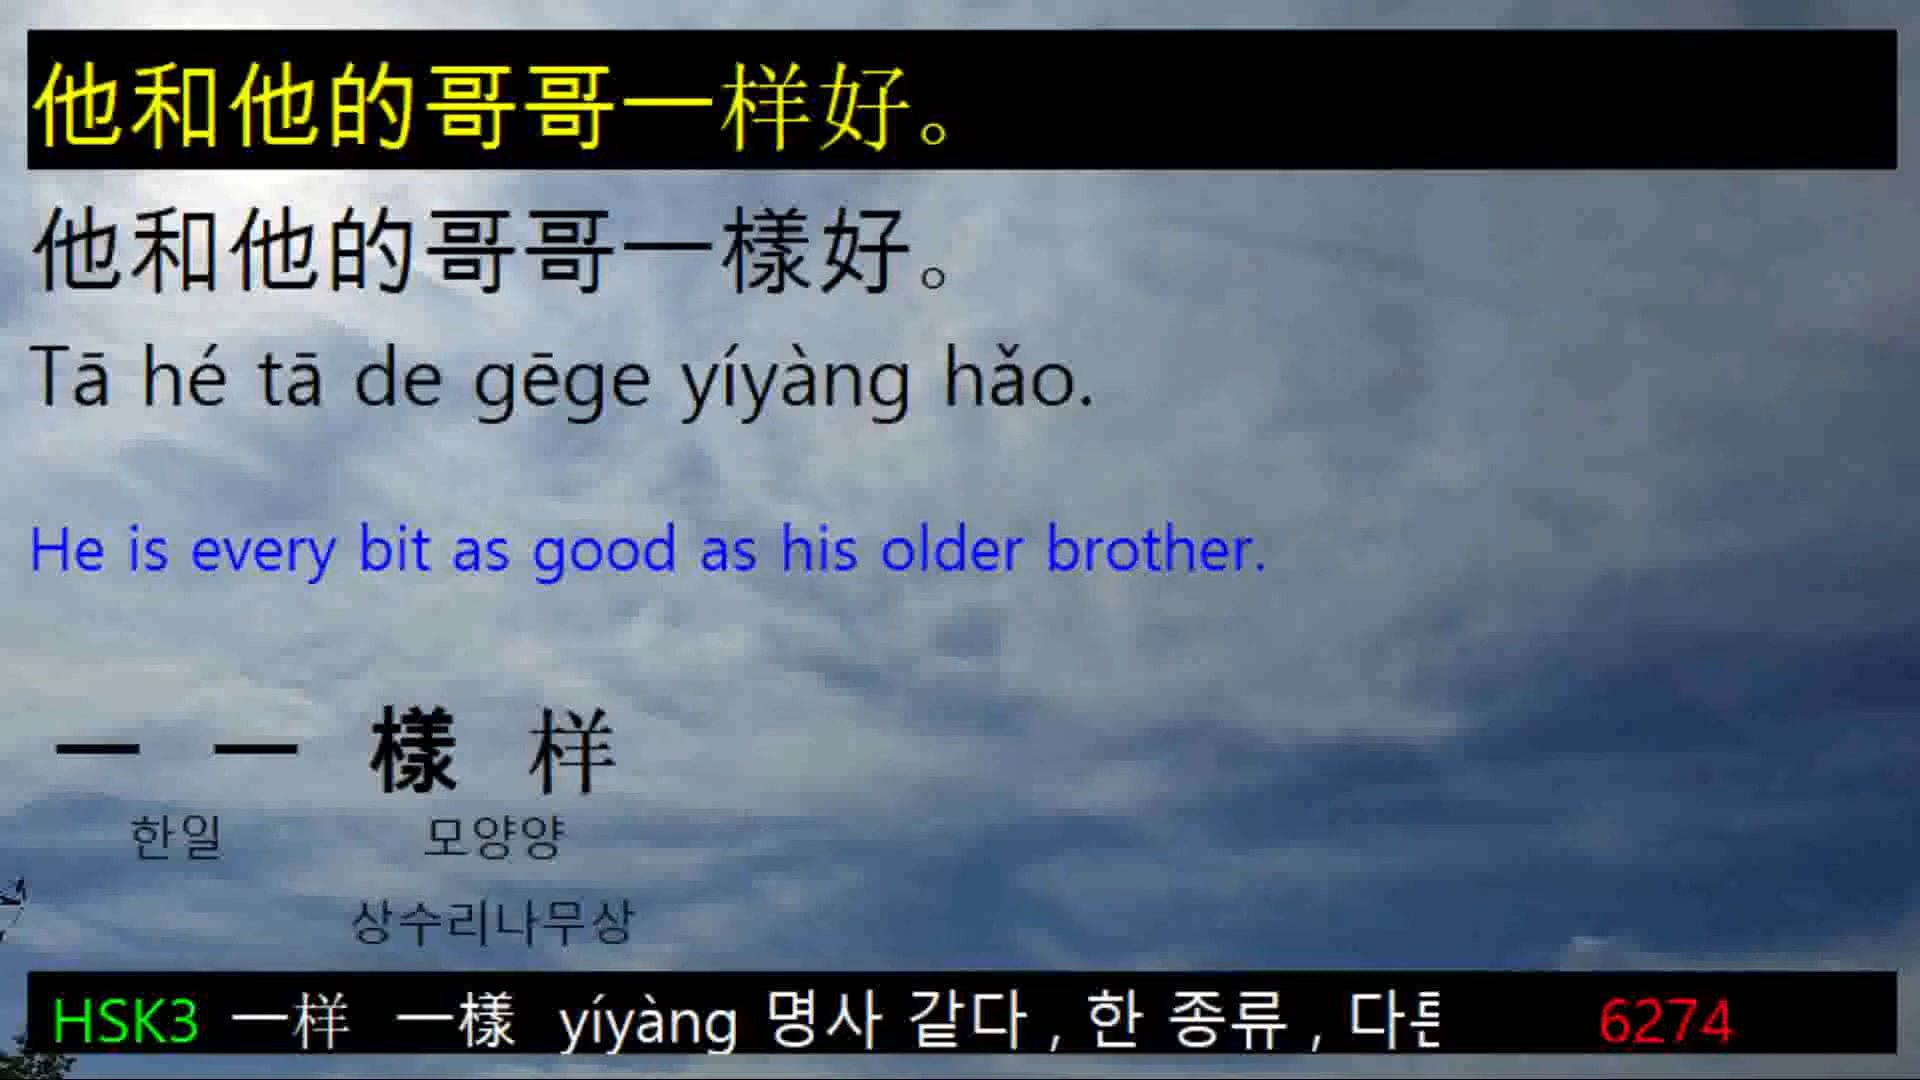 他和他的哥哥一样好。
他和他的哥哥一樣好。
Tā hé tā de gēge yíyàng hǎo.
He is every bit as good as his older brother.
一 一 樣 样
한일 모양양
상수리나무상
HSK3 一样 一樣 yíyàng 명사 같다 , 한 종류 , 6274